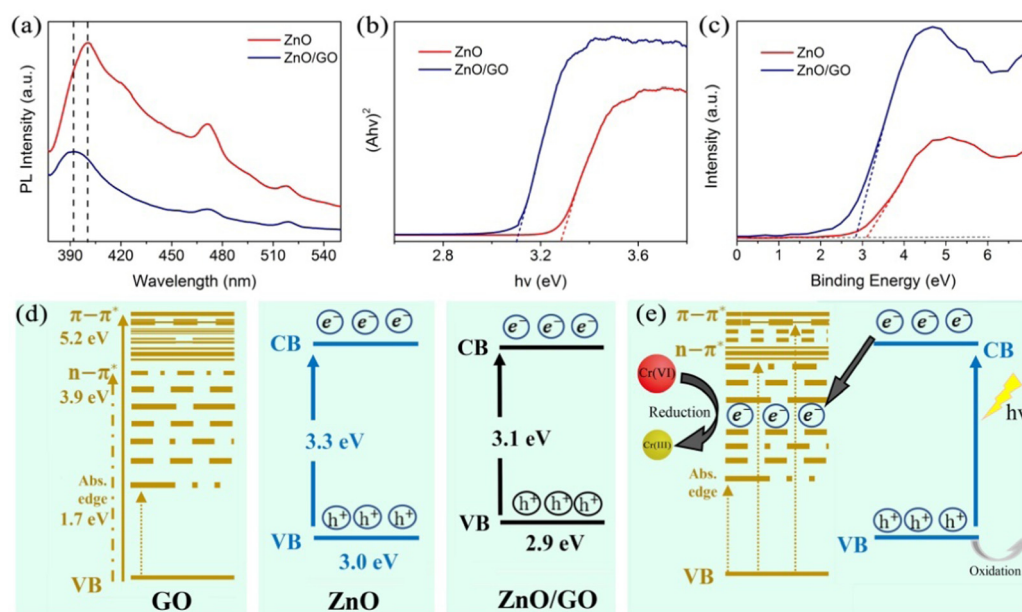 (a)
ZnO
ZnO/GO
PL Intensity (a.u.)
390 420 450 480 510 540
Wavelength (nm)
(b)
ZnO
ZnO/GO
(Ahν)²
2.8 3.2 3.6
hν (eV)
(c)
ZnO
ZnO/GO
Intensity (a.u.)
0 1 2 3 4 5 6
Binding Energy (eV)
(d)
π−π*
5.2 eV
n−π*
3.9 eV
Abs.
edge
1.7 eV
VB
GO
e⁻ e⁻ e⁻
CB
3.3 eV
h⁺ h⁺ h⁺
VB
3.0 eV
ZnO
e⁻ e⁻ e⁻
CB
3.1 eV
h⁺ h⁺ h⁺
VB
2.9 eV
ZnO/GO
(e)
π−π*
n−π*
Cr(VI)
Reduction
Cr(III)
e⁻ e⁻ e⁻
Abs.
edge
VB
e⁻ e⁻ e⁻
CB
hν
h⁺ h⁺ h⁺
VB
Oxidation